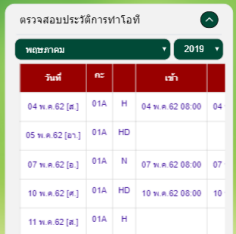 ตรวจสอบประวัติการทำโอที
พฤษภาคม 2019
วันที่ กะ เข้า
04 พ.ค.62 [ส.] 01A H 04 พ.ค.62 08:00 04
05 พ.ค.62 [อา.] 01A HD
07 พ.ค.62 [อ.] 01A N 07 พ.ค.62 08:00 07
10 พ.ค.62 [ศ.] 01A HD 10 พ.ค.62 08:00 10
11 พ.ค.62 [ส.] 01A H